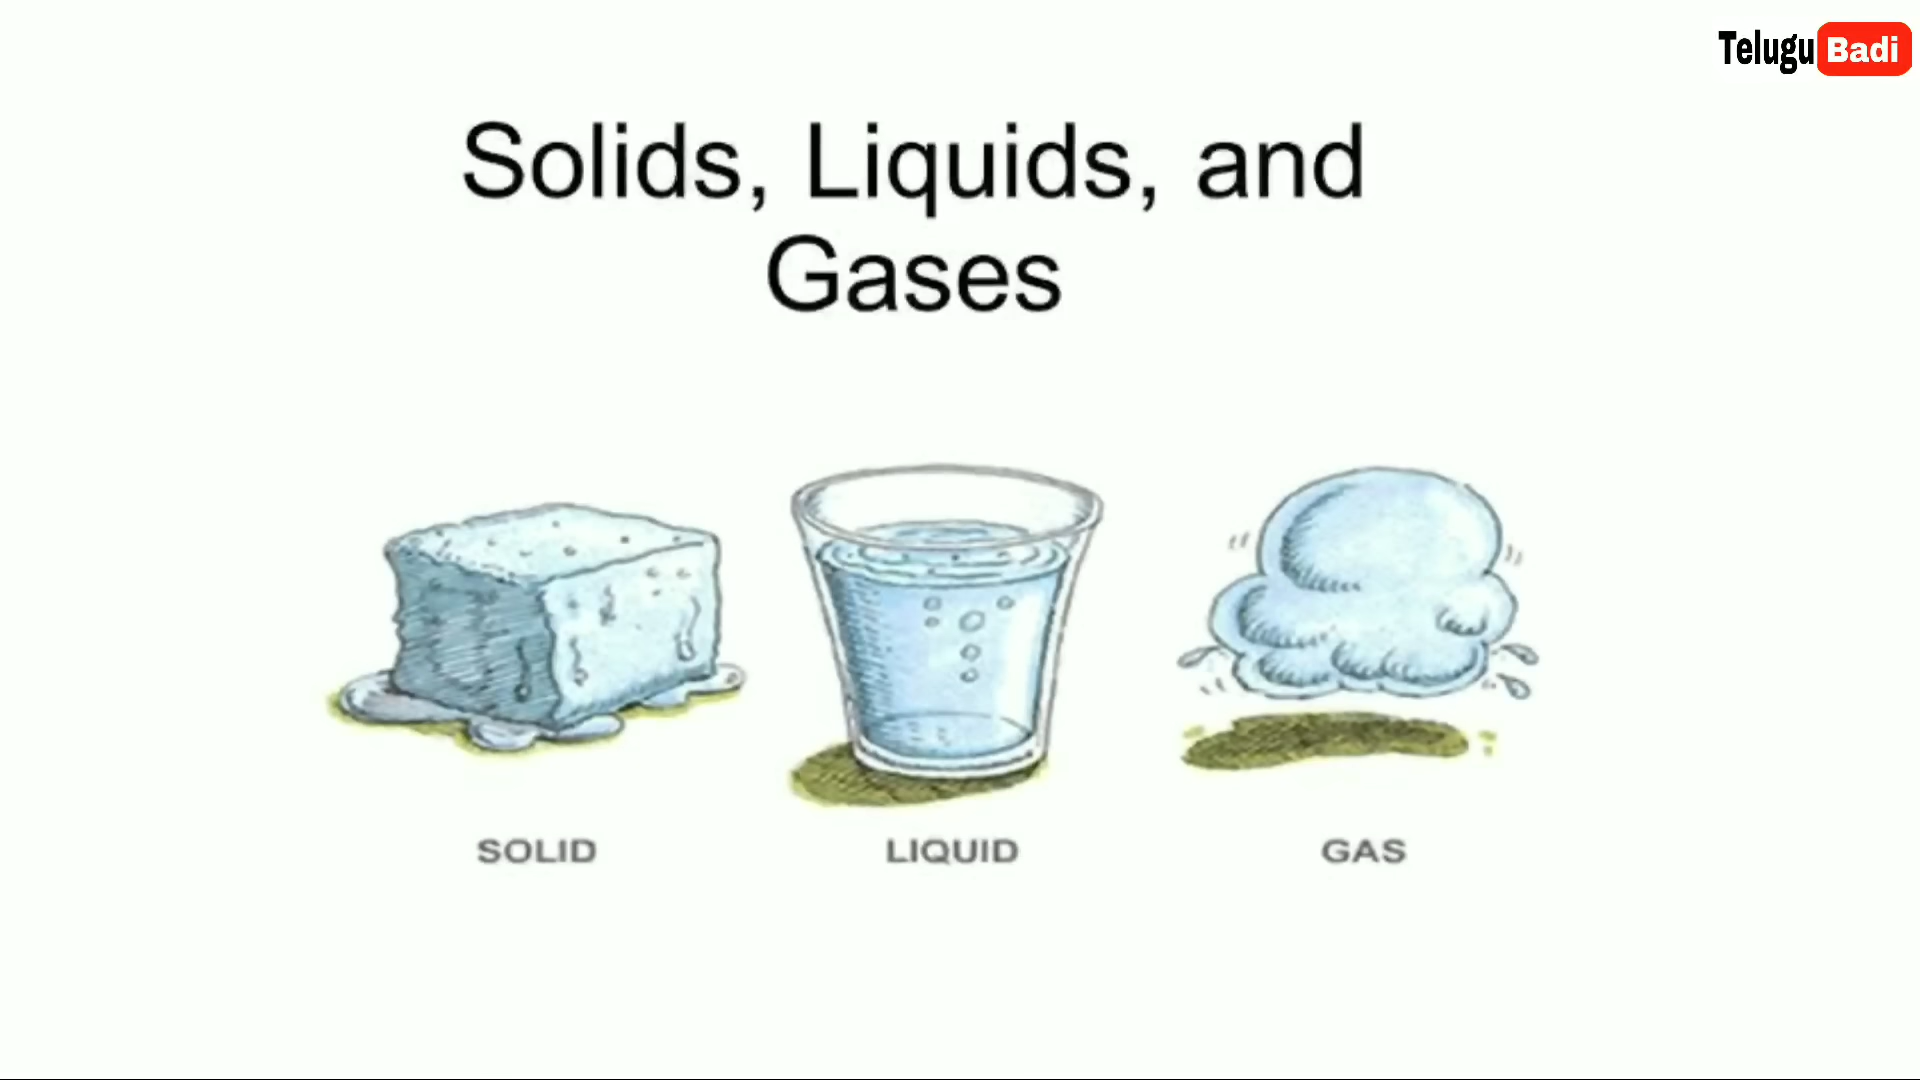 Telugu Badi
Solids, Liquids, and
Gases
SOLID
LIQUID
GAS